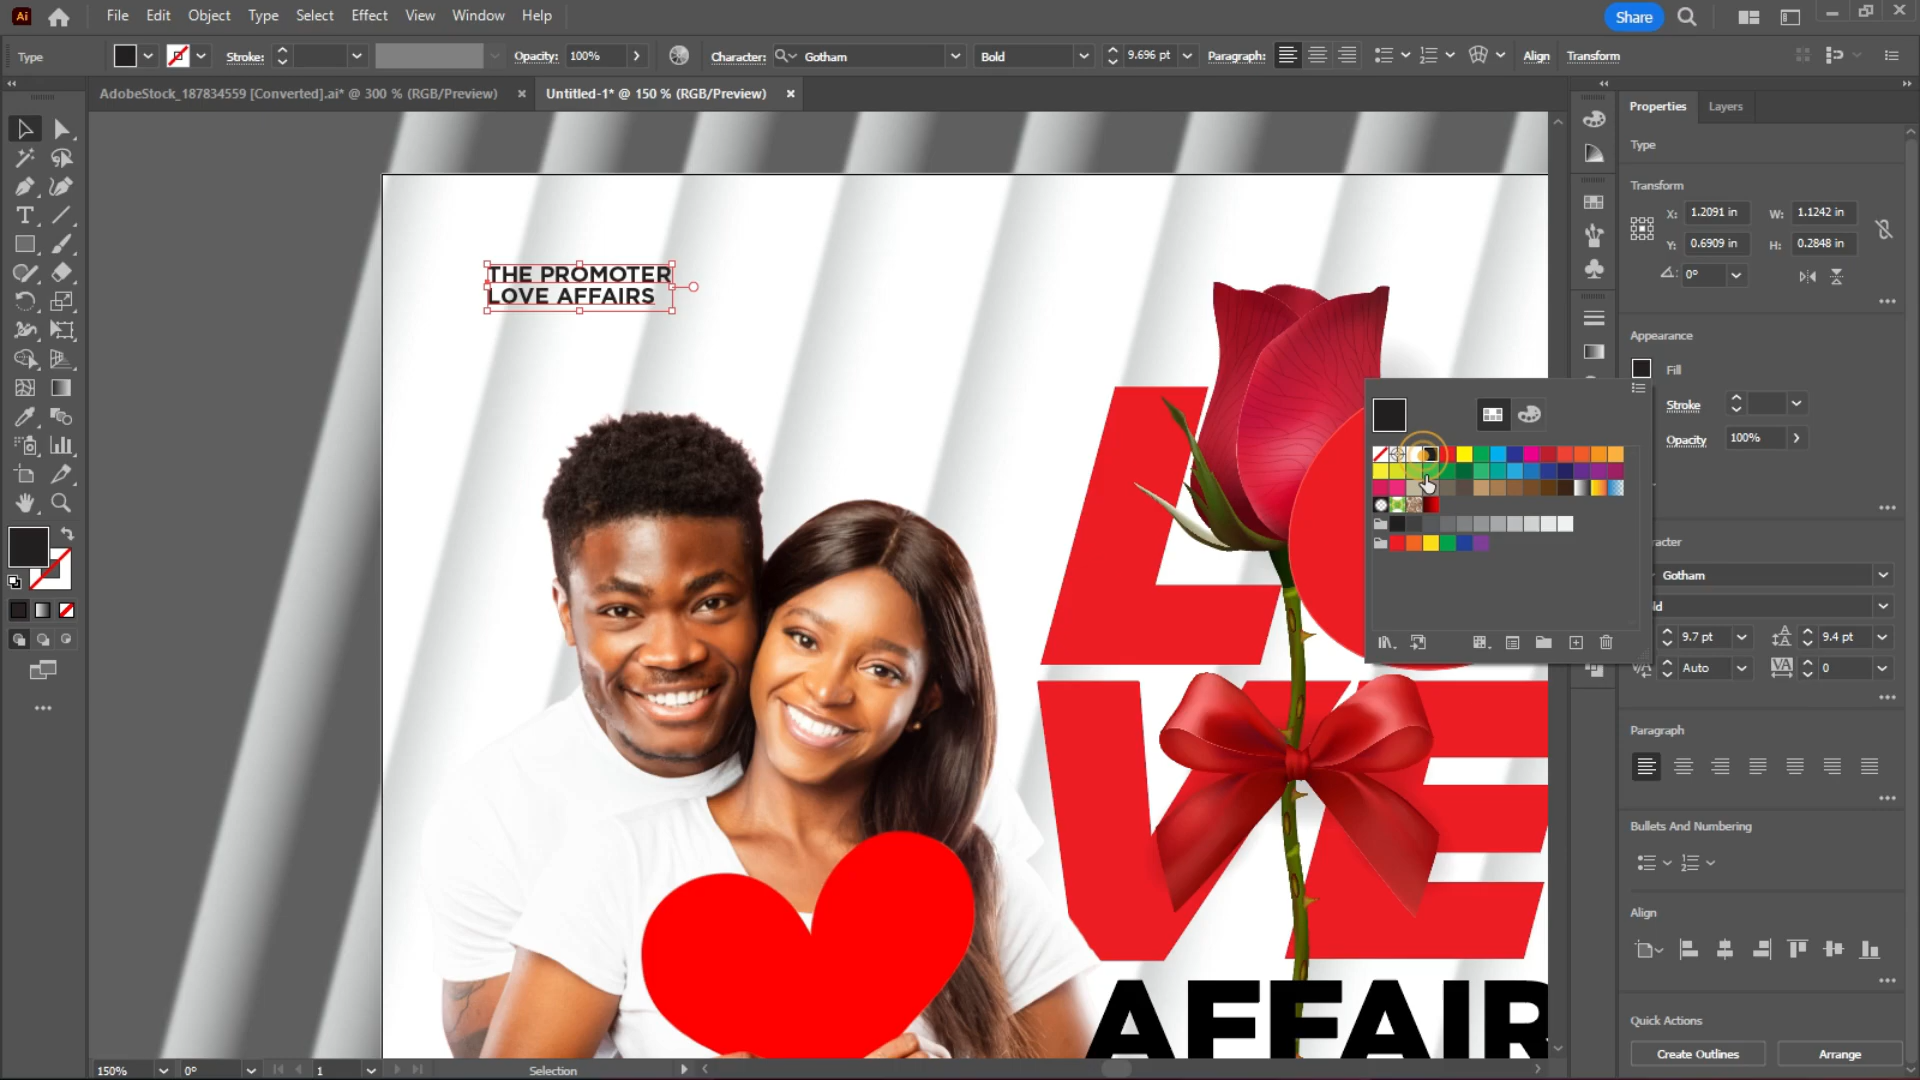 Ai
File Edit Object Type Select Effect View Window Help
Share
Type
Stroke:
Opacity: 100%
Character: Gotham
Bold
9.696 pt
Paragraph:
Align
Transform
AdobeStock_187834559 [Converted].ai* @ 300 % (RGB/Preview)
Untitled-1* @ 150 % (RGB/Preview)
Properties
Layers
Type
Transform
X: 1.2091 in W: 1.1242 in
Y: 0.6909 in H: 0.2848 in
0°
Appearance
Fill
Stroke
Opacity 100%
Gotham
9.7 pt 9.4 pt
Auto 0
Paragraph
Bullets And Numbering
Align
Quick Actions
Create Outlines Arrange
THE PROMOTER
LOVE AFFAIRS
L
VE
AFFAIR
150% 0° 1 Selection